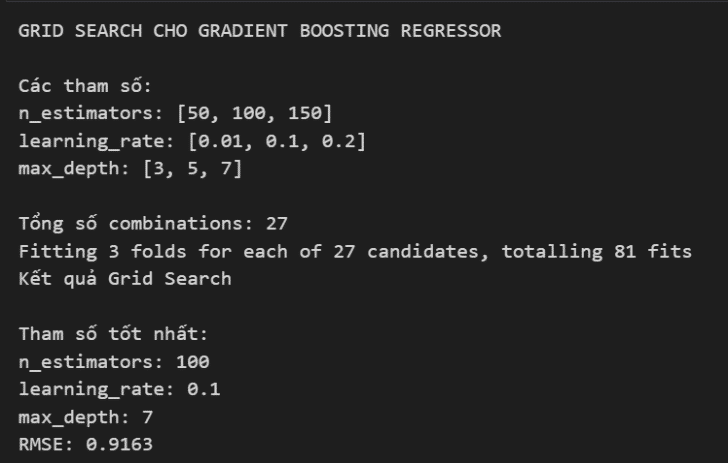 GRID SEARCH CHO GRADIENT BOOSTING REGRESSOR
Các tham số:
n_estimators: [50, 100, 150]
learning_rate: [0.01, 0.1, 0.2]
max_depth: [3, 5, 7]
Tổng số combinations: 27
Fitting 3 folds for each of 27 candidates, totalling 81 fits
Kết quả Grid Search
Tham số tốt nhất:
n_estimators: 100
learning_rate: 0.1
max_depth: 7
RMSE: 0.9163